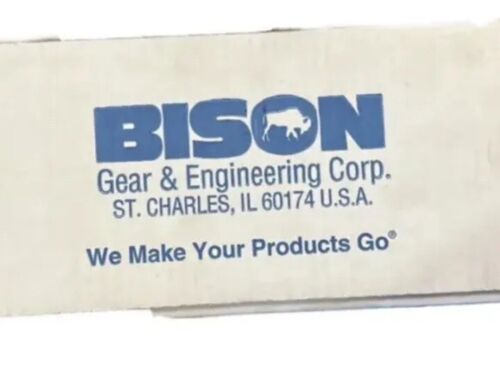 BISON
Gear & Engineering Corp.
ST. CHARLES, IL 60174 U.S.A.
We Make Your Products Go®